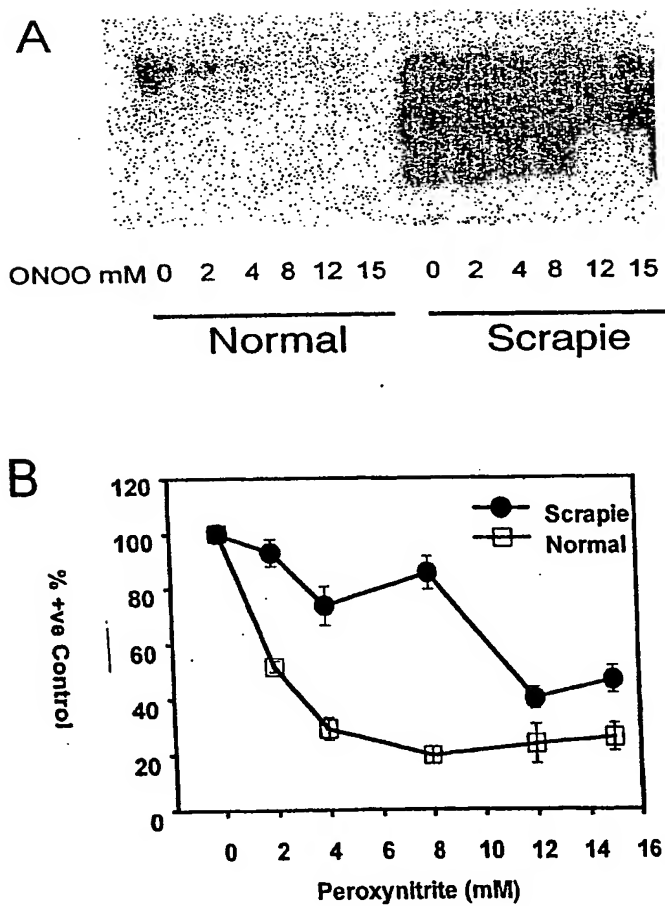 A
ONOO mM 0 2 4 8 12 15 0 2 4 8 12 15
Normal Scrapie
B
120
100
80
60
40
20
0
% +ve Control
Scrapie
Normal
0 2 4 6 8 10 12 14 16
Peroxynitrite (mM)